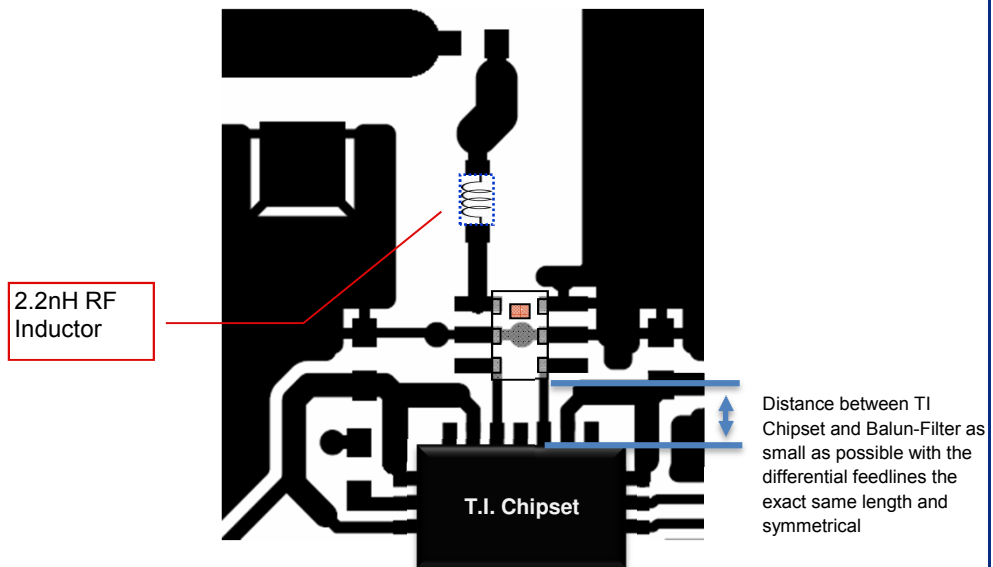 2.2nH RF
Inductor
Distance between TI
Chipset and Balun-Filter as
small as possible with the
differential feedlines the
exact same length and
symmetrical
T.I. Chipset